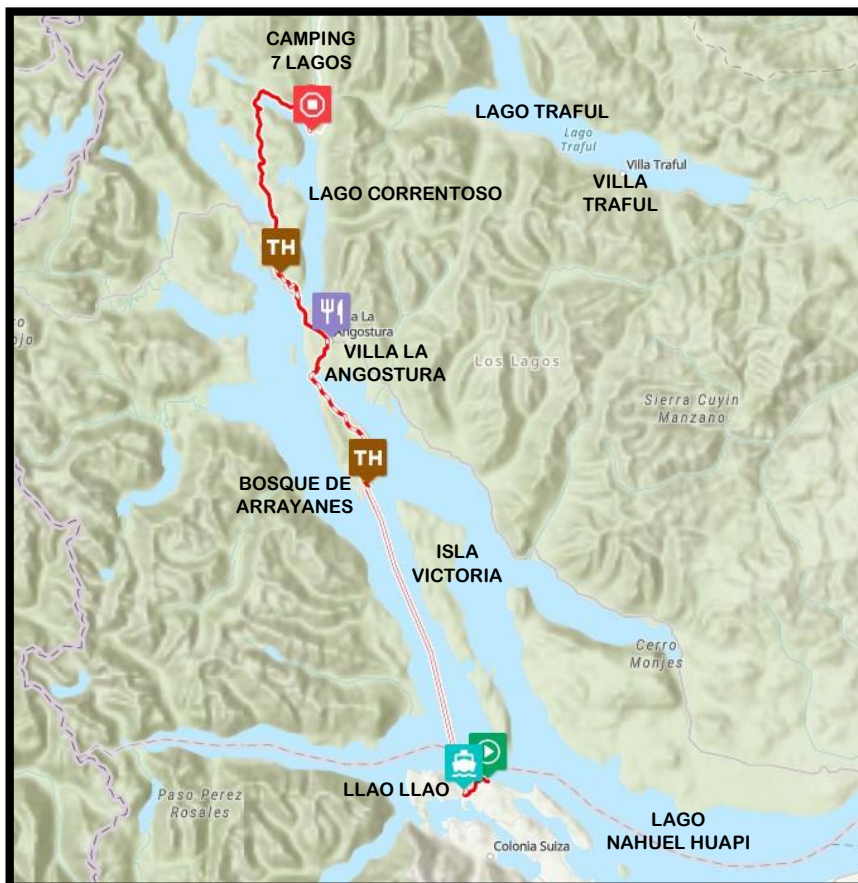 CAMPING
7 LAGOS
LAGO TRAFUL
Lago
Traful
Villa Traful
VILLA
TRAFUL
LAGO CORRENTOSO
TH
a La
Angostura
VILLA LA
ANGOSTURA
Los Lagos
Sierra Cuyin
Manzano
TH
BOSQUE DE
ARRAYANES
ISLA
VICTORIA
Cerro
Monjes
LLAO LLAO
Paso Perez
Rosales
LAGO
NAHUEL HUAPI
Colonia Suiza